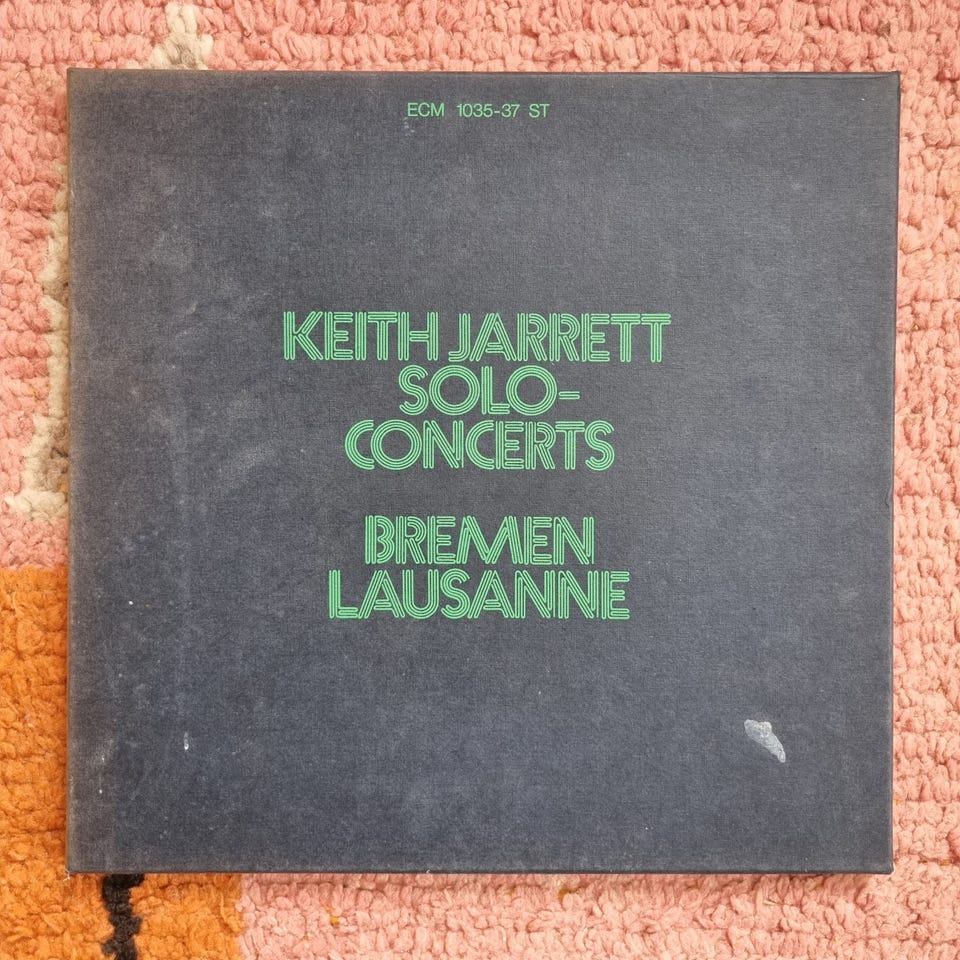 ECM 1035-37 ST
KEITH JARRETT
SOLO-
CONCERTS
BREMEN
LAUSANNE